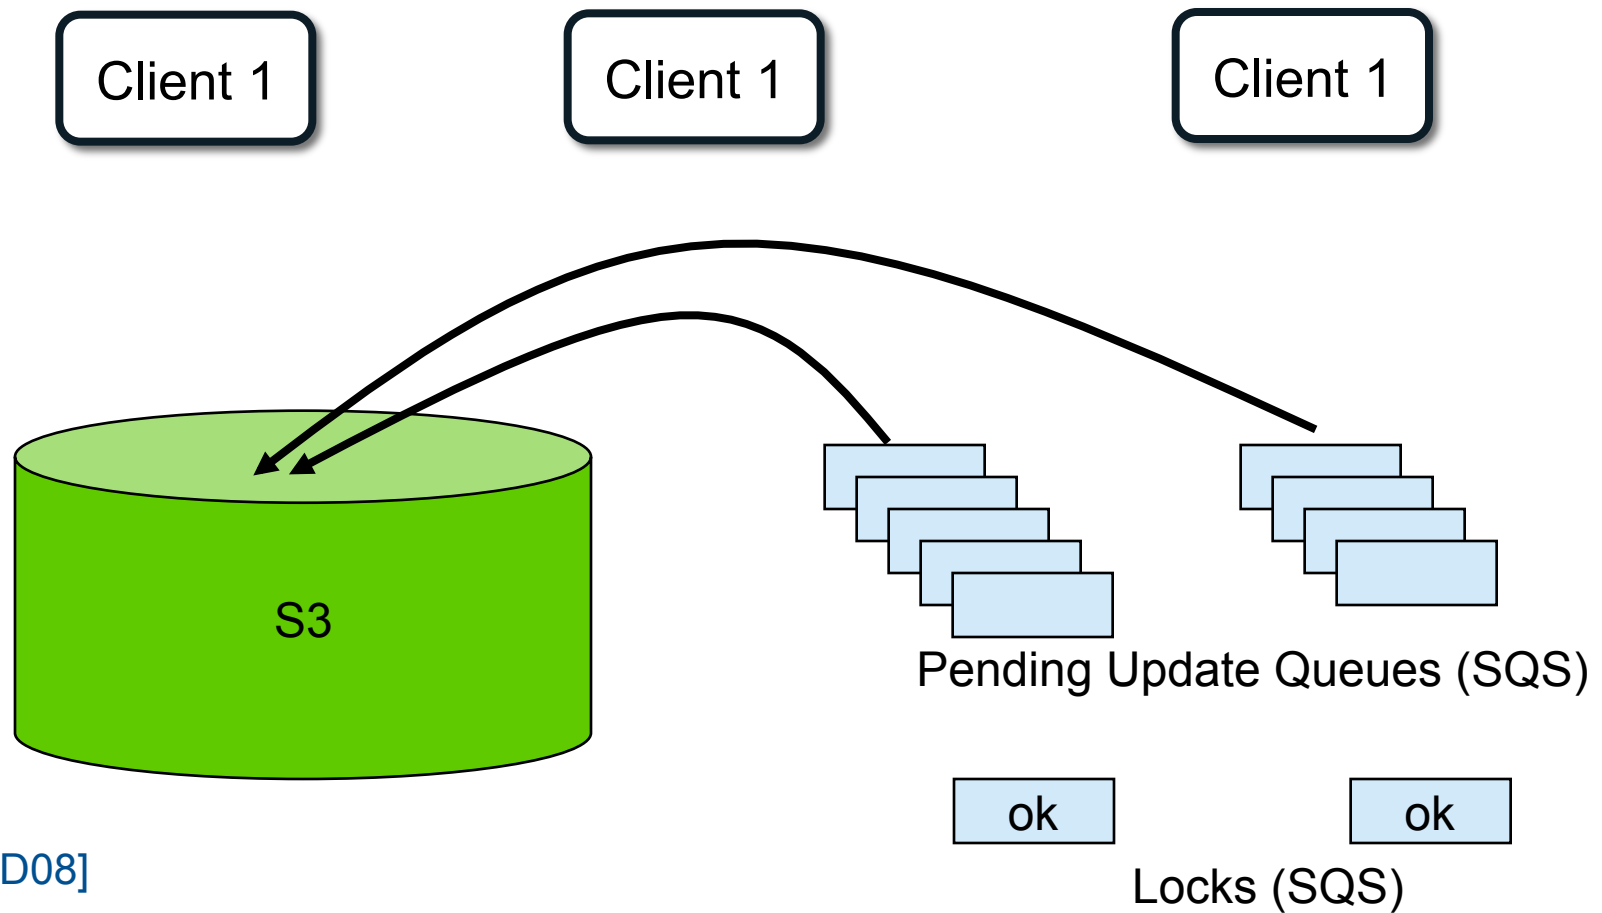 Client 1
Client 1
Client 1
S3
Pending Update Queues (SQS)
ok
ok
D08]
Locks (SQS)